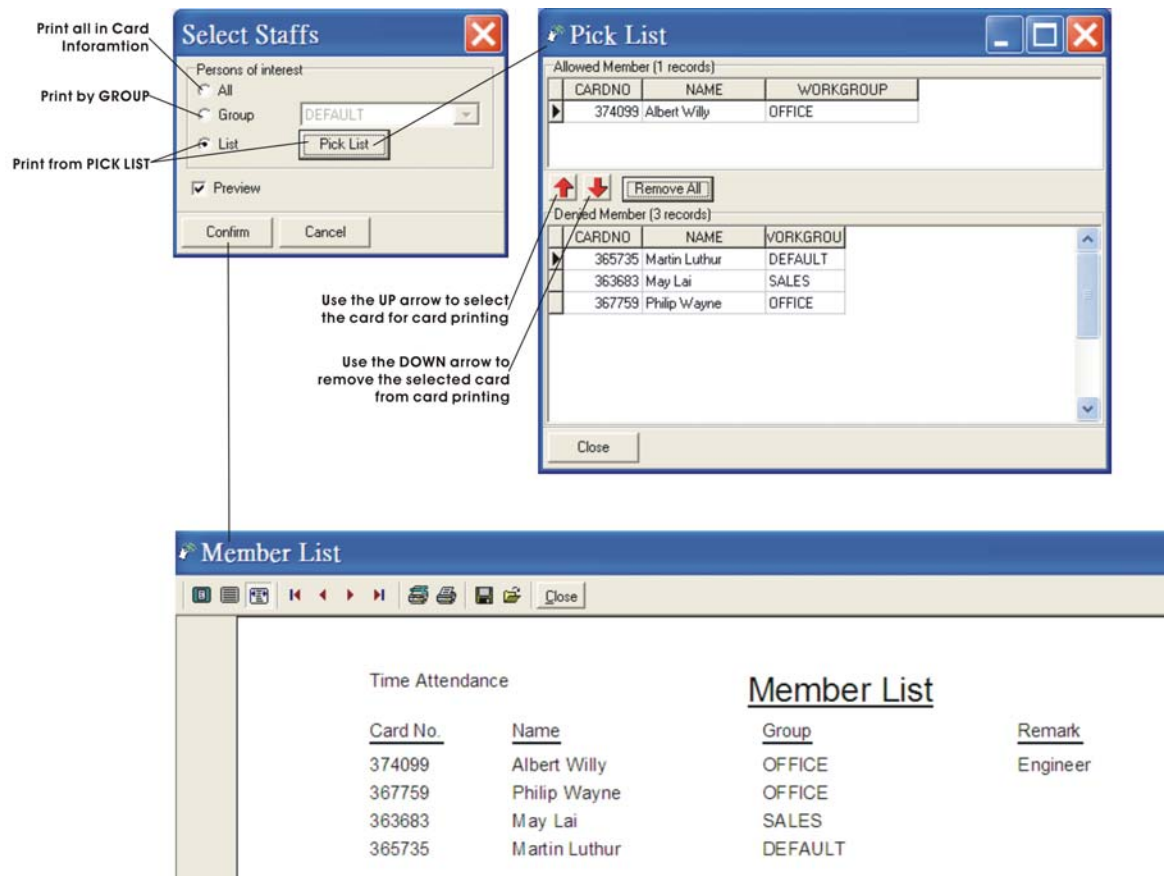 Print all in Card
Inforamtion
Print by GROUP
Print from PICK LIST
Select Staffs
Persons of interest
All
Group
DEFAULT
List
Pick List
Preview
Confirm
Cancel
Pick List
Allowed Member (1 records)
CARDNO NAME WORKGROUP
374099 Albert Willy OFFICE
Remove All
Denied Member (3 records)
CARDNO NAME VORKGROU
365735 Martin Luthur DEFAULT
363683 May Lai SALES
367759 Philip Wayne OFFICE
Close
Use the UP arrow to select
the card for card printing
Use the DOWN arrow to
remove the selected card
from card printing
Member List
Close
Time Attendance
Member List
Card No. Name Group Remark
374099 Albert Willy OFFICE Engineer
367759 Philip Wayne OFFICE
363683 May Lai SALES
365735 Martin Luthur DEFAULT